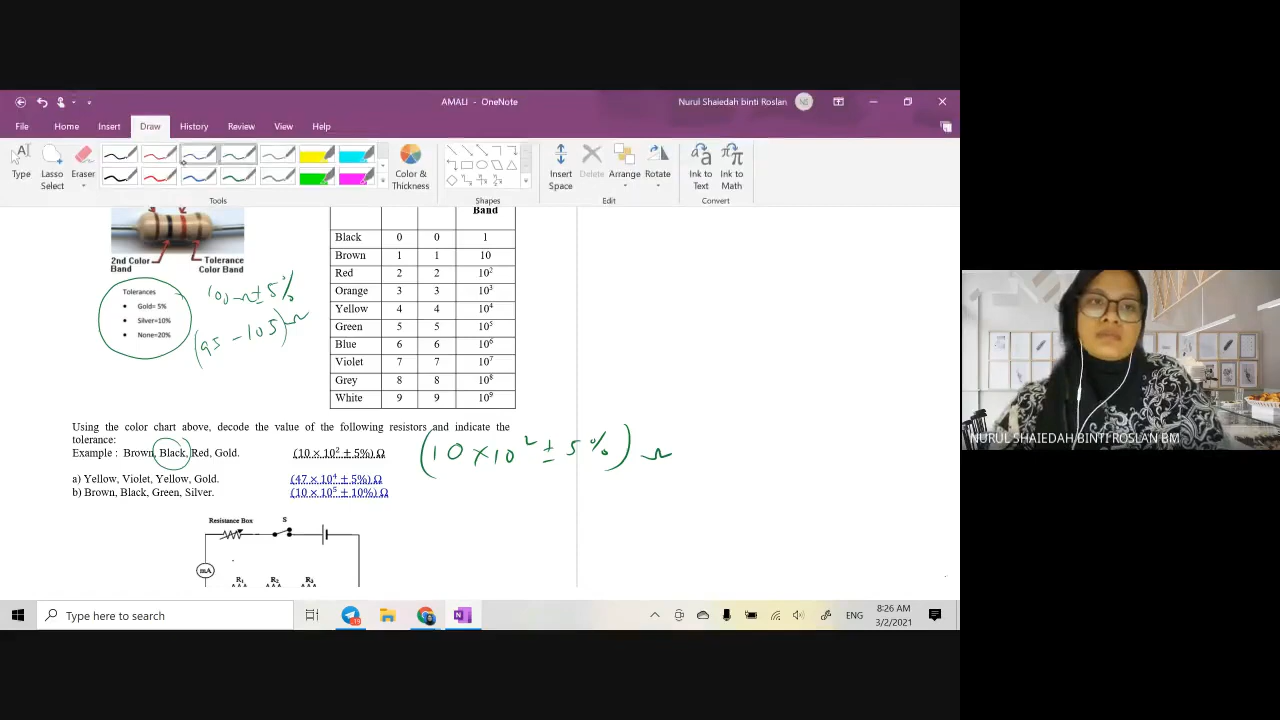 AMALI - OneNote
Nurul Shaiedah binti Roslan
File Home Insert Draw History Review View Help
Type
Lasso Select
Eraser
Color & Thickness
Insert Space
Delete
Arrange
Rotate
Ink to Text
Ink to Math
Tools
Shapes
Edit
Convert
2nd Color Band
Tolerance Color Band
Tolerances
• Gold= 5%
• Silver=10%
• None=20%
100 Ω ± 5%
(95 - 105) Ω
Band
Black 0 0 1
Brown 1 1 10
Red 2 2 10²
Orange 3 3 10³
Yellow 4 4 10⁴
Green 5 5 10⁵
Blue 6 6 10⁶
Violet 7 7 10⁷
Grey 8 8 10⁸
White 9 9 10⁹
Using the color chart above, decode the value of the following resistors and indicate the
tolerance:
Example : Brown, Black, Red, Gold. (10 × 10² ± 5%) Ω
(10 × 10² ± 5%) Ω
a) Yellow, Violet, Yellow, Gold. (47 × 10⁴ ± 5%) Ω
b) Brown, Black, Green, Silver. (10 × 10⁵ ± 10%) Ω
Resistance Box
S
mA
R₁ R₂ R₃
NURUL SHAIEDAH BINTI ROSLAN BM
Type here to search
ENG
8:26 AM
3/2/2021